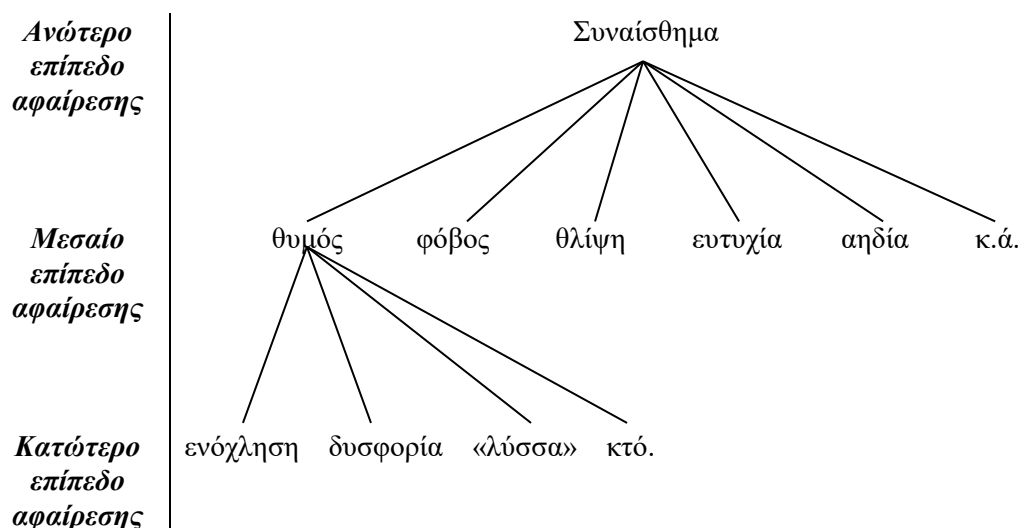 Ανώτερο
επίπεδο
αφαίρεσης
Συναίσθημα
Μεσαίο
επίπεδο
αφαίρεσης
θυμός φόβος θλίψη ευτυχία αηδία κ.ά.
Κατώτερο
επίπεδο
αφαίρεσης
ενόχληση δυσφορία «λύσσα» κτό.